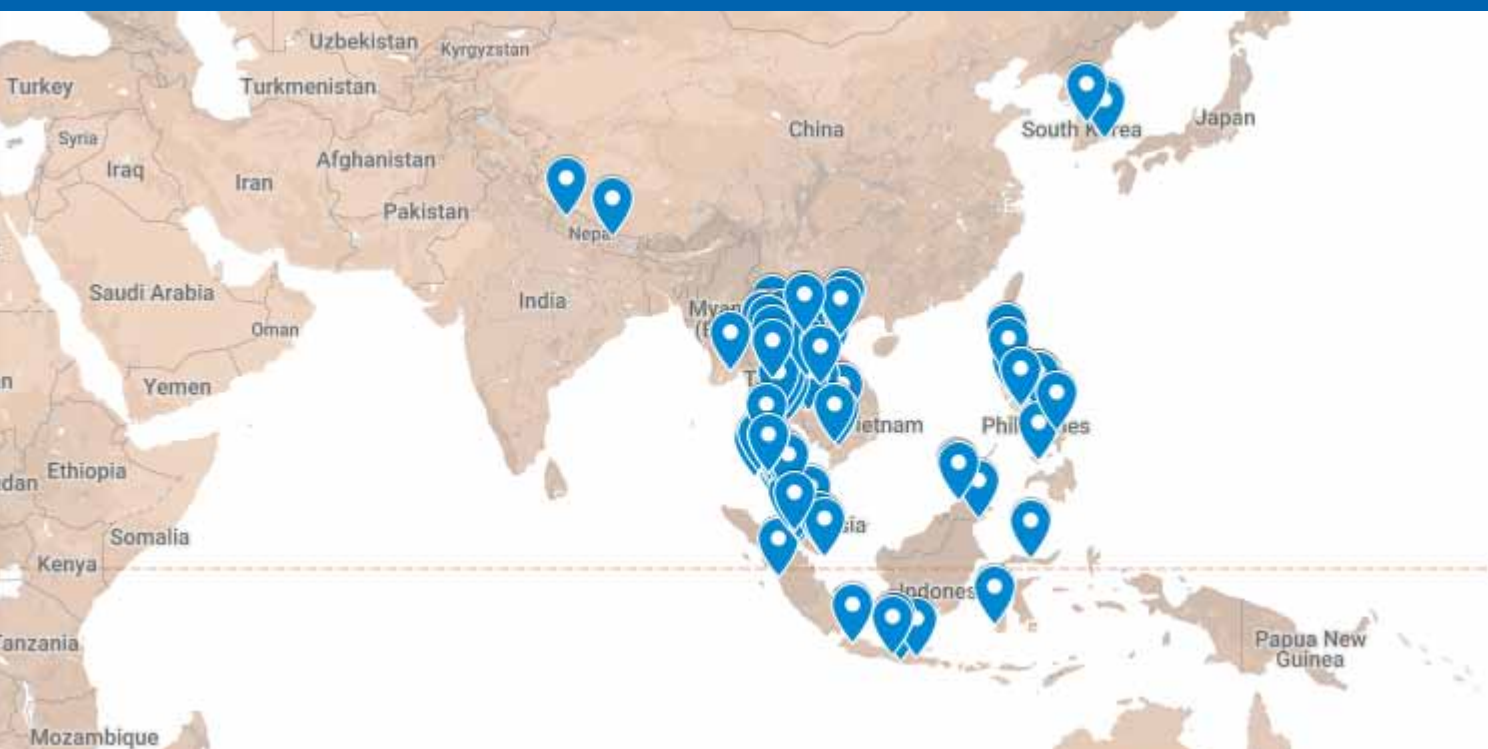 Uzbekistan
Kyrgyzstan
Turkey
Turkmenistan
China
South K rea
Japan
Syria
Afghanistan
Iraq
Iran
Pakistan
Nepa
Saudi Arabia
India
Myan
Oman
Yemen
Phil
es
ietnam
Ethiopia
dan
sia
Somalia
Kenya
Indones
anzania
Papua New
Guinea
Mozambique